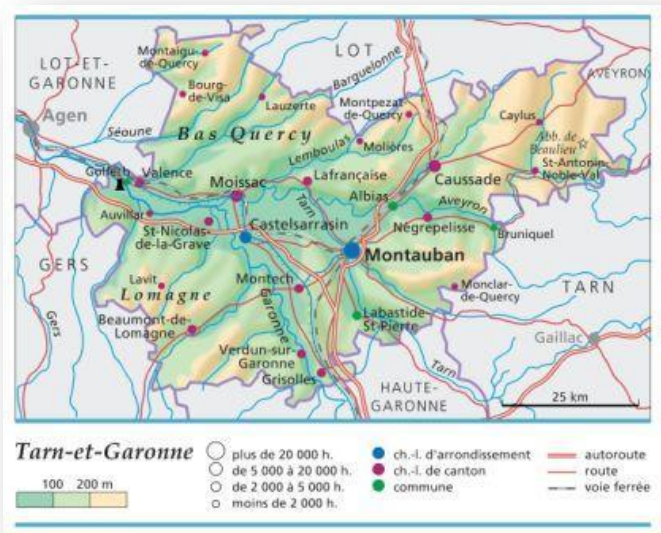 LOT-ET-
GARONNE
LOT
AVEYRON
Montaigu-
de-Quercy
Bourg-
de-Visa
Lauzerte
Barguelonne
Montpezat-
de-Quercy
Caylus
Agen
Séoune
Bas Quercy
Lemboulas
Molières
Abb. de
Beaulieu
Golfech
Valence
Moissac
Lafrançaise
Caussade
St-Antonin-
Noble-Val
Albias
Aveyron
Auvillar
Tarn
St-Nicolas-
de-la-Grave
Castelsarrasin
Nègrepelisse
Bruniquel
Montauban
GERS
Lavit
Lomagne
Montech
Monclar-
de-Quercy
TARN
Gers
Garonne
Beaumont-de-
Lomagne
Labastide-
St-Pierre
Gaillac
Verdun-sur-
Garonne
Grisolles
Tarn
HAUTE-
GARONNE
25 km
Tarn-et-Garonne
100 200 m
plus de 20 000 h.
de 5 000 à 20 000 h.
de 2 000 à 5 000 h.
moins de 2 000 h.
ch.-l. d'arrondissement
ch.-l. de canton
commune
autoroute
route
voie ferrée